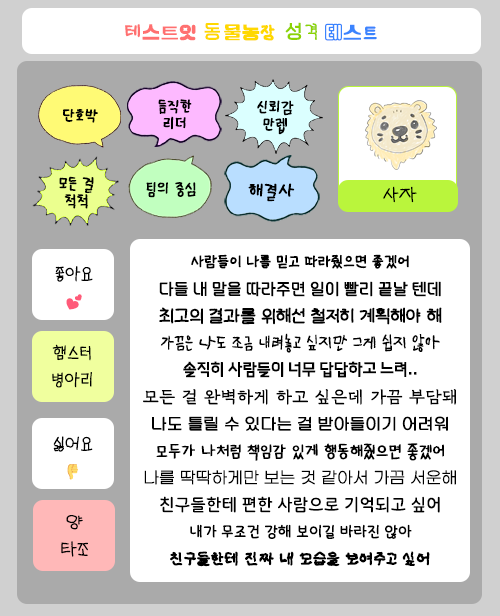 테스트잇 동물농장 성격 테스트
단호박
듬직한
리더
신뢰감
만렙
모든 걸
척척
팀의 중심
해결사
사자
좋아요
햄스터
병아리
싫어요
양
타조
사람들이 나를 믿고 따라줬으면 좋겠어
다들 내 말을 따라주면 일이 빨리 끝날 텐데
최고의 결과를 위해선 철저히 계획해야 해
가끔은 나도 조금 내려놓고 싶지만 그게 쉽지 않아
솔직히 사람들이 너무 답답하고 느려..
모든 걸 완벽하게 하고 싶은데 가끔 부담돼
나도 틀릴 수 있다는 걸 받아들이기 어려워
모두가 나처럼 책임감 있게 행동해줬으면 좋겠어
나를 딱딱하게만 보는 것 같아서 가끔 서운해
친구들한테 편한 사람으로 기억되고 싶어
내가 무조건 강해 보이길 바라진 않아
친구들한테 진짜 내 모습을 보여주고 싶어